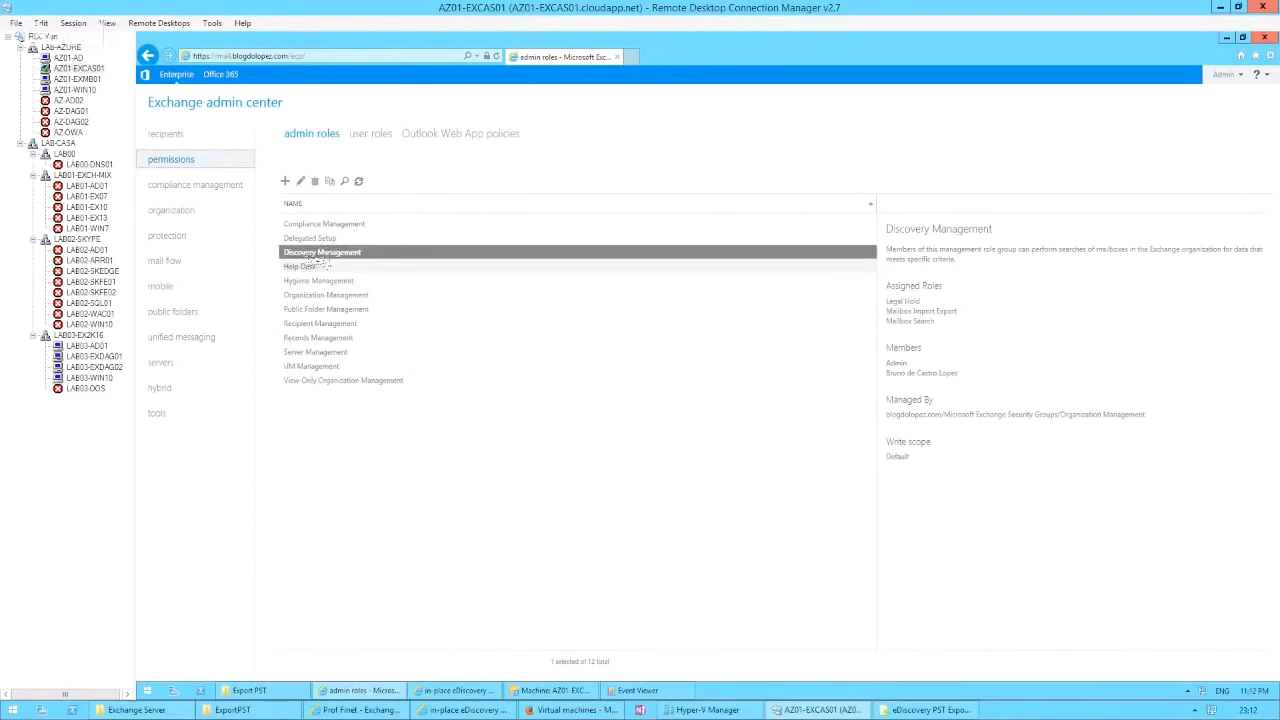 AZ01-EXCAS01 (AZ01-EXCAS01.cloudapp.net) - Remote Desktop Connection Manager v2.7
File Edit Session View Remote Desktops Tools Help
LAB-AZURE
AZ01-AD
AZ01-EXCAS01
AZ01-EXMB01
AZ01-WIN10
AZ-AD02
AZ-DAG01
AZ-DAG02
AZ-OWA
LAB-CASA
LAB00
LAB00-DNS01
LAB01-EXCH-MIX
LAB01-AD01
LAB01-EX07
LAB01-EX10
LAB01-EX13
LAB01-WIN7
LAB02-SKYPE
LAB02-AD01
LAB02-ARR01
LAB02-SKEDGE
LAB02-SKFE01
LAB02-SKFE02
LAB02-SQL01
LAB02-WAC01
LAB02-WIN10
LAB03-EX2K16
LAB03-AD01
LAB03-EXDAG01
LAB03-EXDAG02
LAB03-WIN10
LAB03-OOS
https://mail.blogdolopez.com/ecp/
admin roles - Microsoft Exc...
Enterprise Office 365
Admin ?
Exchange admin center
recipients
permissions
compliance management
organization
protection
mail flow
mobile
public folders
unified messaging
servers
hybrid
tools
admin roles user roles Outlook Web App policies
NAME
Compliance Management
Delegated Setup
Discovery Management
Help Desk
Hygiene Management
Organization Management
Public Folder Management
Recipient Management
Records Management
Server Management
UM Management
View-Only Organization Management
1 selected of 12 total
Discovery Management
Members of this management role group can perform searches of mailboxes in the Exchange organization for data that
meets specific criteria.
Assigned Roles
Legal Hold
Mailbox Import Export
Mailbox Search
Members
Admin
Bruno de Castro Lopes
Managed By
blogdolopez.com/Microsoft Exchange Security Groups/Organization Management
Write scope
Default
Export PST admin roles - Micros... in-place eDiscovery ... Machine: AZ01-EXC... Event Viewer ENG 11:12 PM
Exchange Server ExportPST Prof Finet - Exchang... in-place eDiscovery ... Virtual machines - M... Hyper-V Manager AZ01-EXCAS01 (AZ0... eDiscovery PST Expo... ENG 23:12